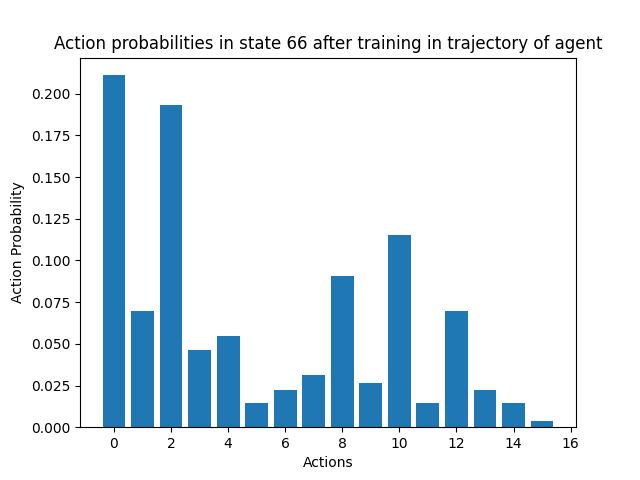 Action probabilities in state 66 after training in trajectory of agent
0.200
0.175
0.150
0.125
0.100
0.075
0.050
0.025
0.000
Action Probability
0 2 4 6 8 10 12 14 16
Actions